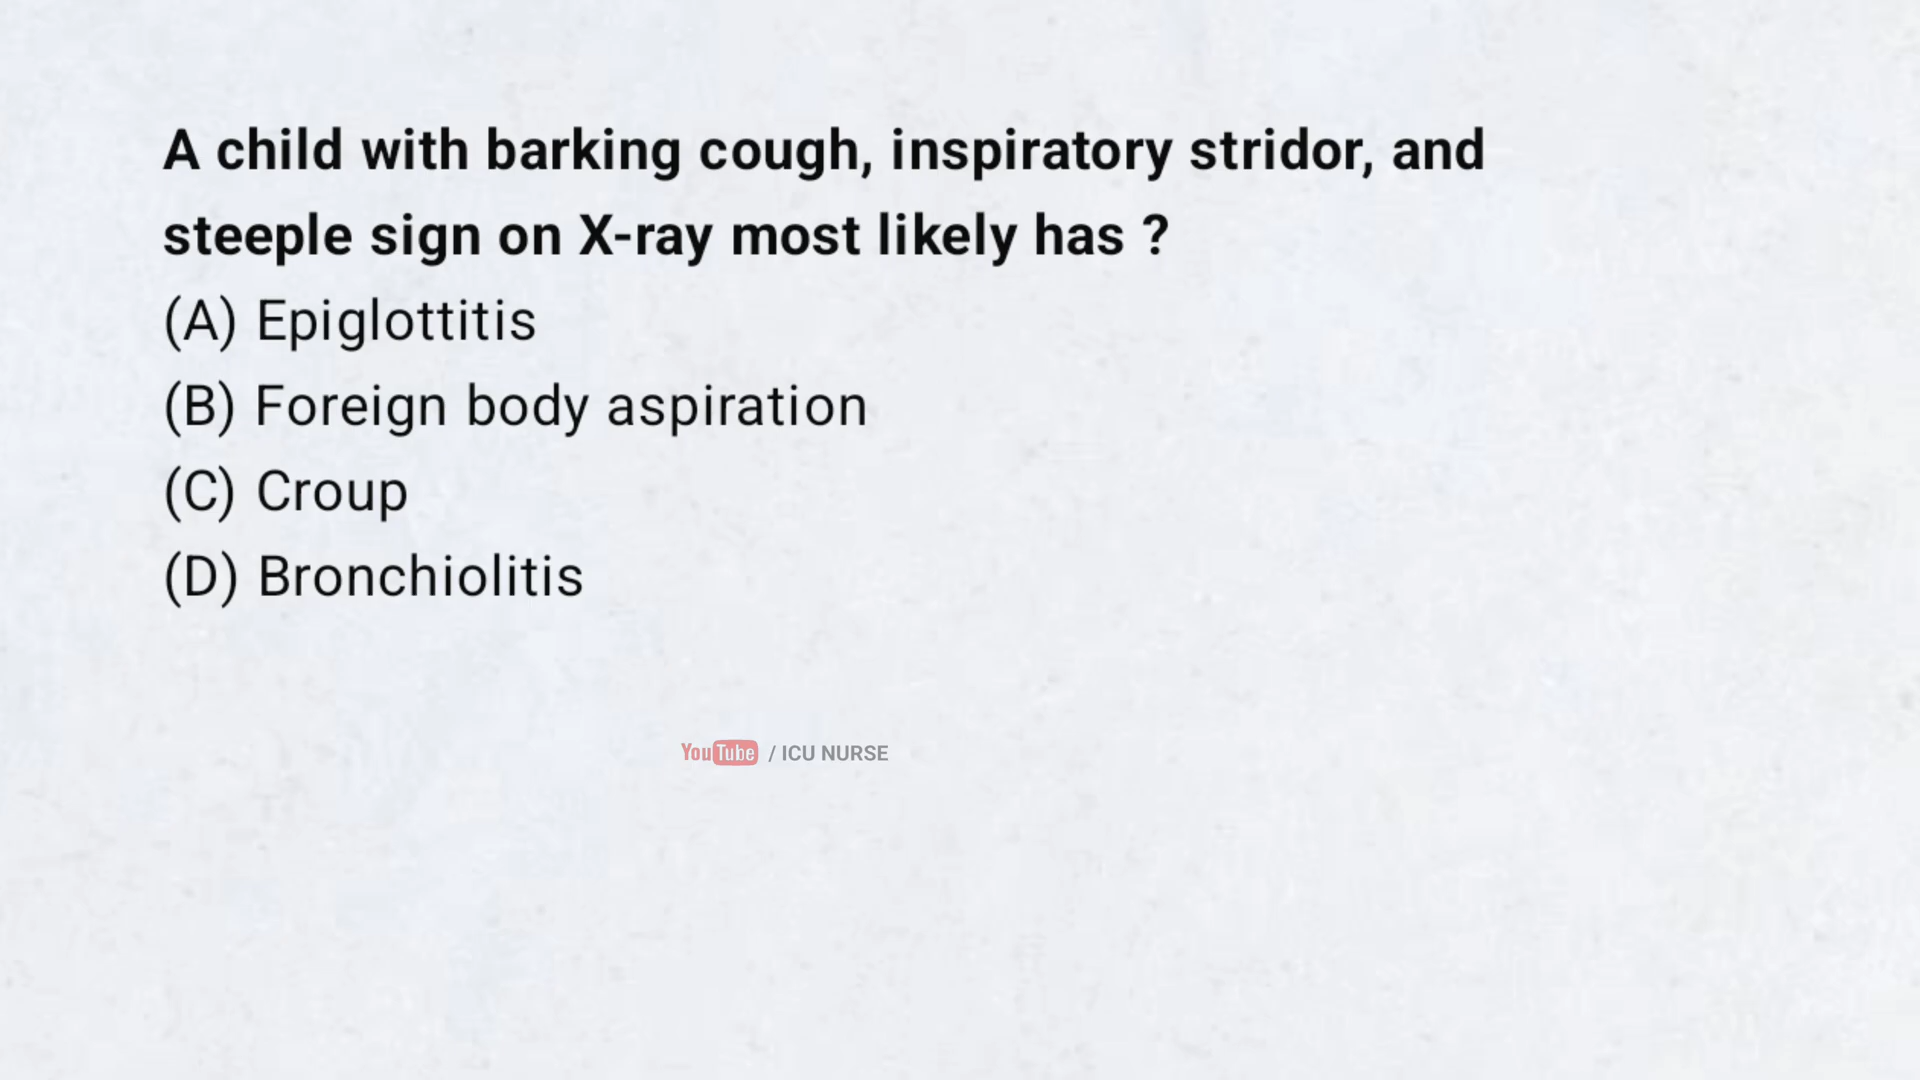 A child with barking cough, inspiratory stridor, and
steeple sign on X-ray most likely has ?
(A) Epiglottitis
(B) Foreign body aspiration
(C) Croup
(D) Bronchiolitis
YouTube / ICU NURSE